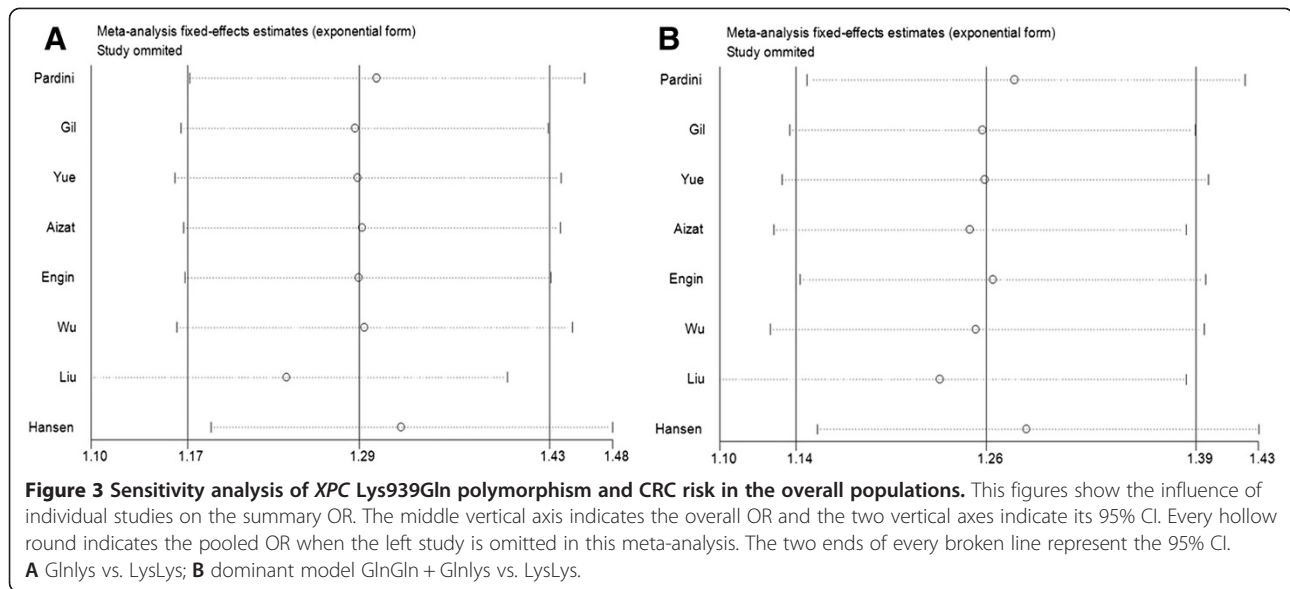 A
Meta-analysis fixed-effects estimates (exponential form)
Study ommited
Pardini
Gil
Yue
Aizat
Engin
Wu
Liu
Hansen
1.10 1.17 1.29 1.43 1.48
B
Meta-analysis fixed-effects estimates (exponential form)
Study ommited
Pardini
Gil
Yue
Aizat
Engin
Wu
Liu
Hansen
1.10 1.14 1.26 1.39 1.43
Figure 3 Sensitivity analysis of XPC Lys939Gln polymorphism and CRC risk in the overall populations. This figures show the influence of
individual studies on the summary OR. The middle vertical axis indicates the overall OR and the two vertical axes indicate its 95% CI. Every hollow
round indicates the pooled OR when the left study is omitted in this meta-analysis. The two ends of every broken line represent the 95% CI.
A Glnlys vs. LysLys; B dominant model GlnGln + Glnlys vs. LysLys.